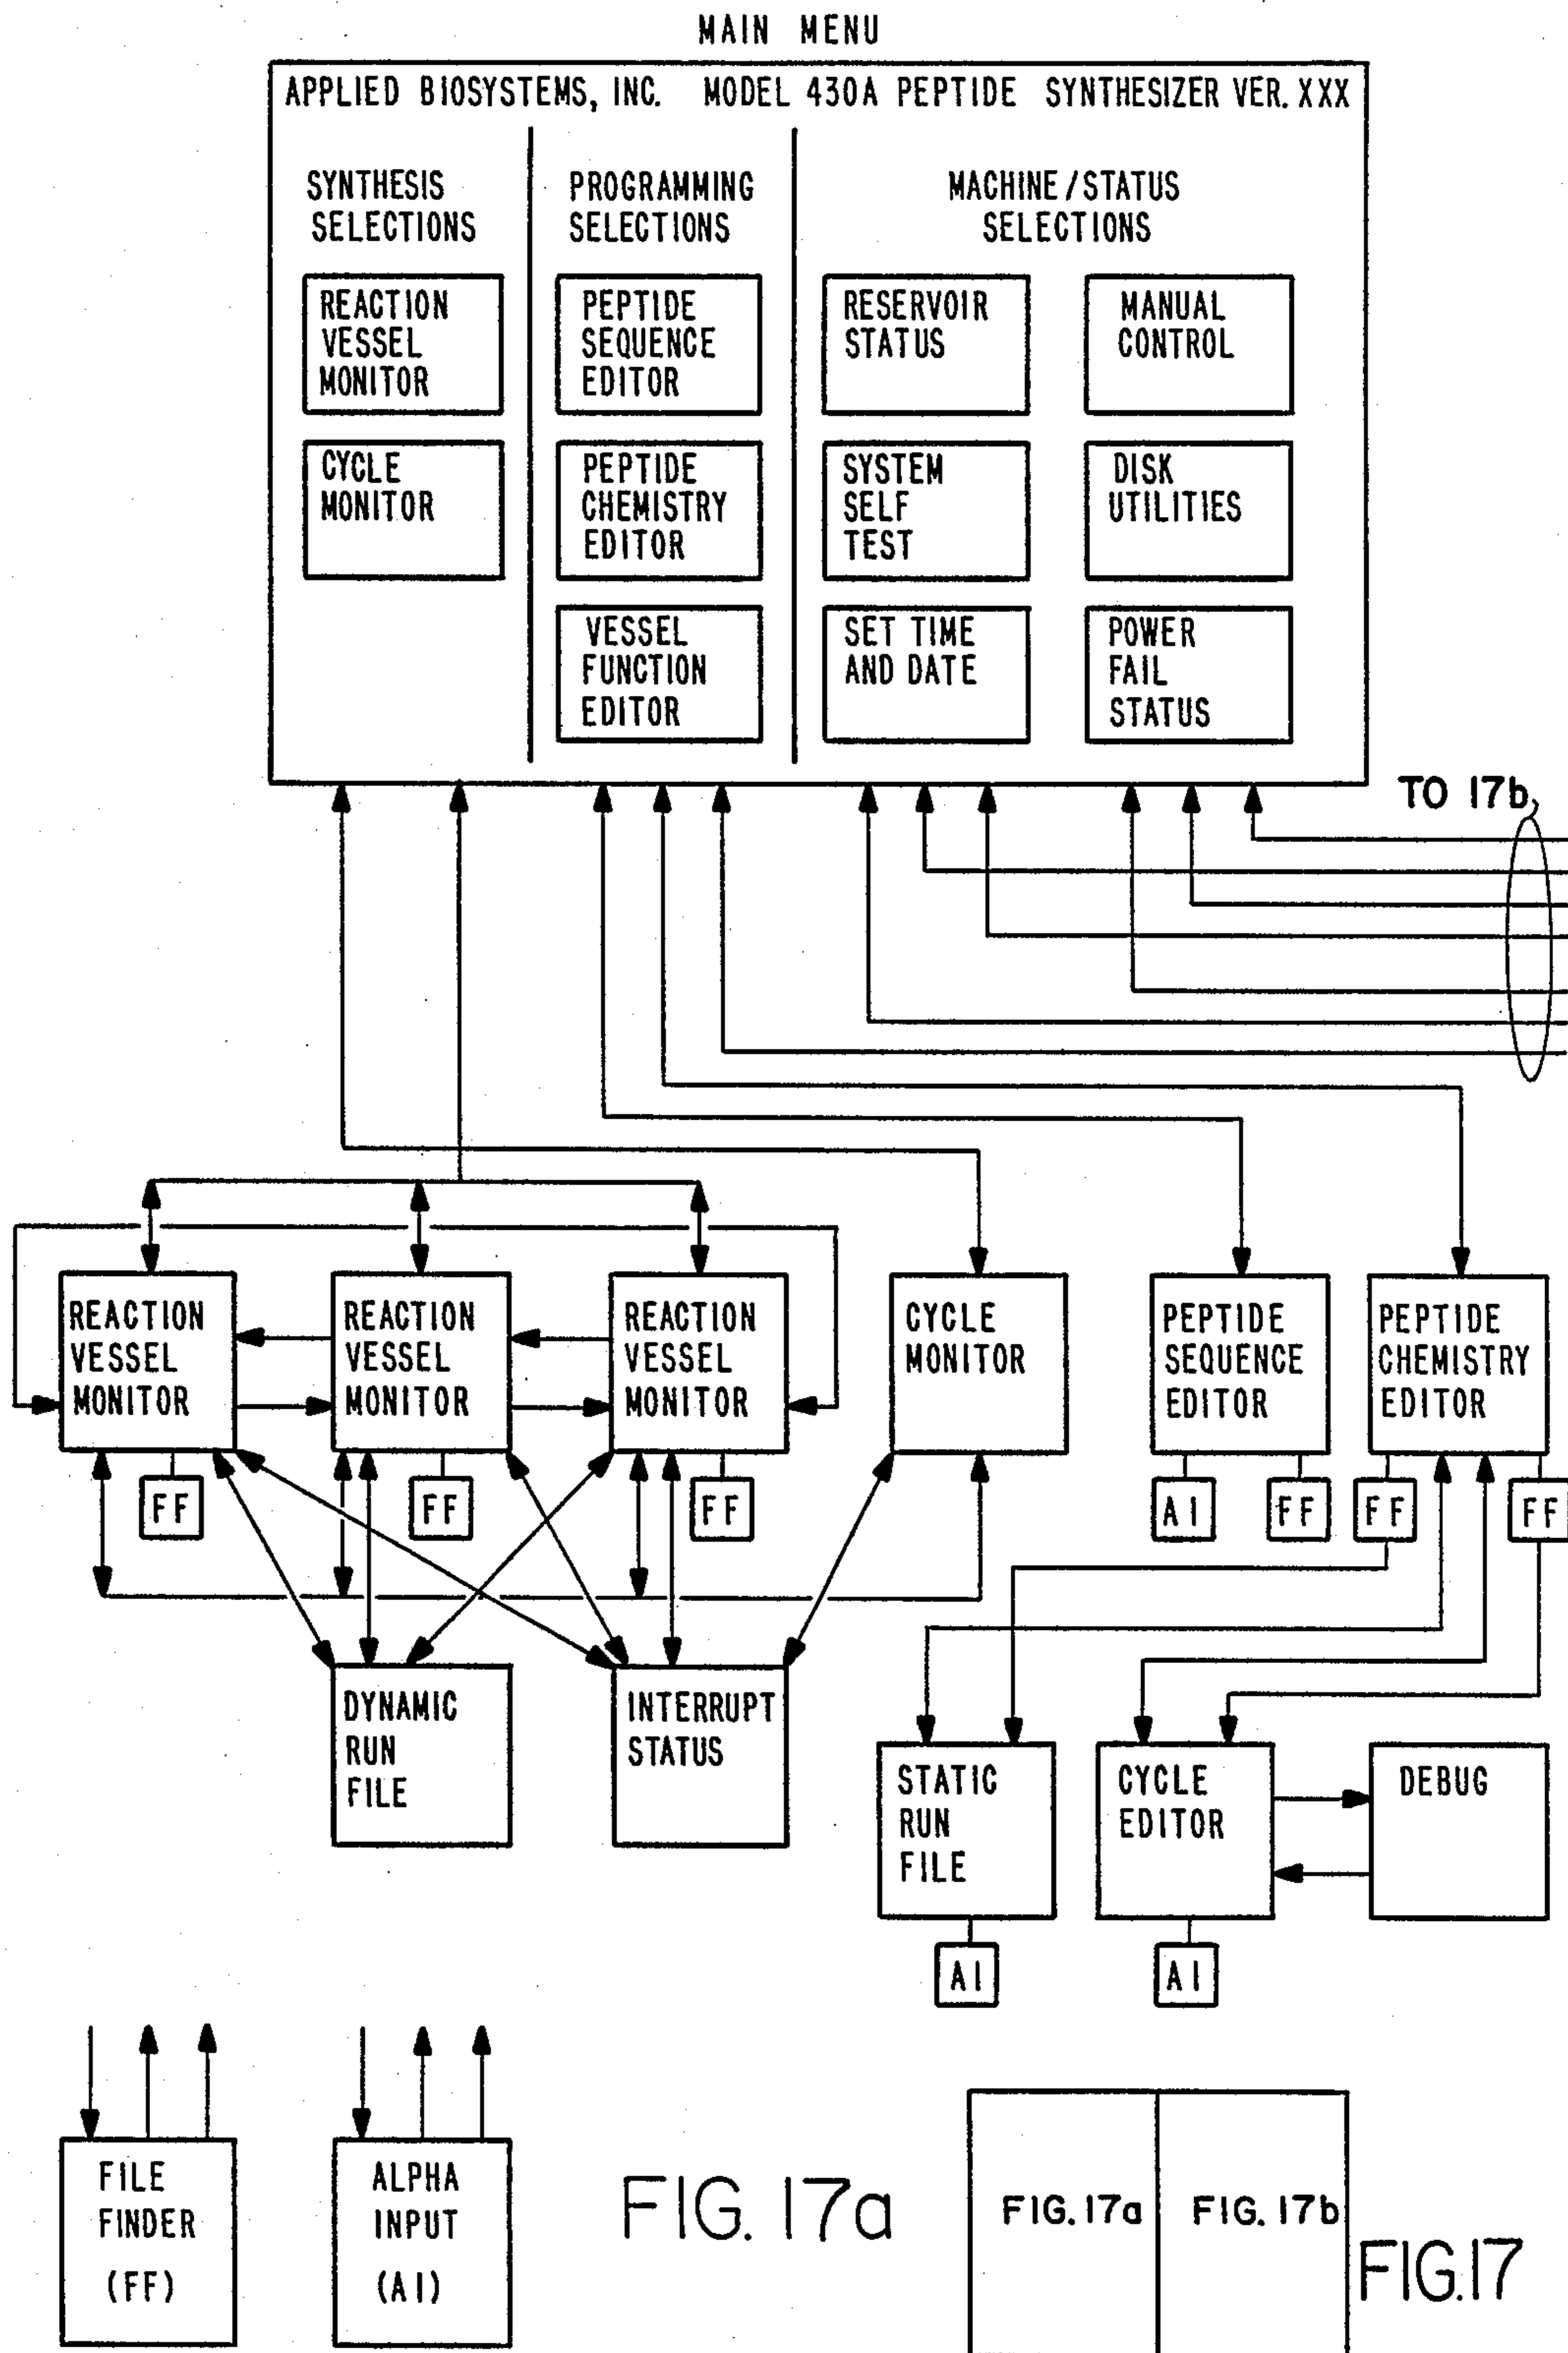 MAIN MENU
APPLIED BIOSYSTEMS, INC. MODEL 430A PEPTIDE SYNTHESIZER VER. XXX
SYNTHESIS
SELECTIONS
REACTION
VESSEL
MONITOR
CYCLE
MONITOR
PROGRAMMING
SELECTIONS
PEPTIDE
SEQUENCE
EDITOR
PEPTIDE
CHEMISTRY
EDITOR
VESSEL
FUNCTION
EDITOR
MACHINE/STATUS
SELECTIONS
RESERVOIR
STATUS
MANUAL
CONTROL
SYSTEM
SELF
TEST
DISK
UTILITIES
SET TIME
AND DATE
POWER
FAIL
STATUS
TO 17b
REACTION
VESSEL
MONITOR
REACTION
VESSEL
MONITOR
REACTION
VESSEL
MONITOR
CYCLE
MONITOR
PEPTIDE
SEQUENCE
EDITOR
PEPTIDE
CHEMISTRY
EDITOR
FF
FF
FF
AI
FF
FF
FF
DYNAMIC
RUN
FILE
INTERRUPT
STATUS
STATIC
RUN
FILE
CYCLE
EDITOR
DEBUG
AI
AI
FILE
FINDER
(FF)
ALPHA
INPUT
(AI)
FIG. 17a
FIG. 17a
FIG. 17b
FIG. 17